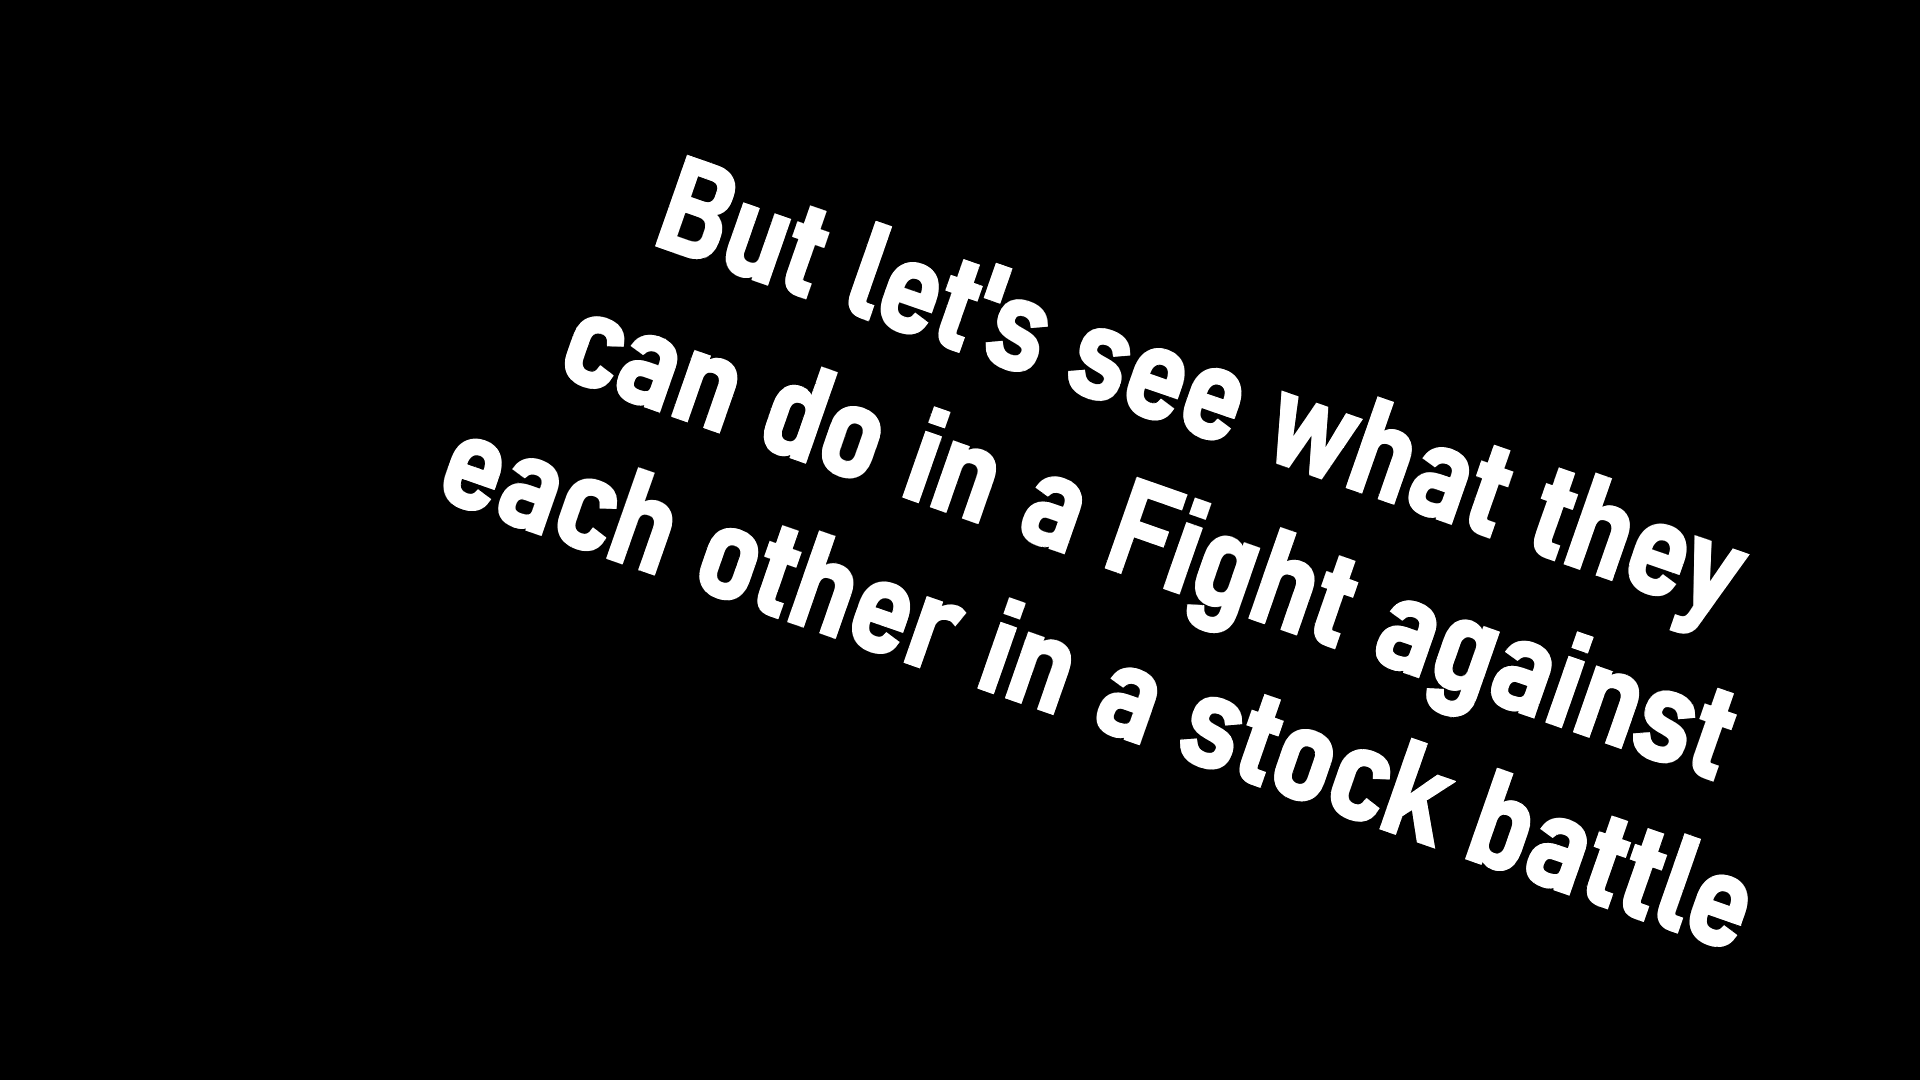 But let's see what they
can do in a Fight against
each other in a stock battle